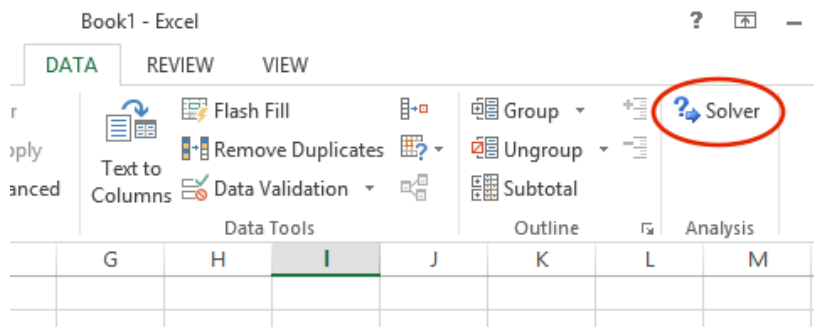 Book1 - Excel ?
DATA REVIEW VIEW
r Flash Fill Group Solver
pply Text to Remove Duplicates Ungroup
anced Columns Data Validation Subtotal
Data Tools Outline Analysis
G H I J K L M